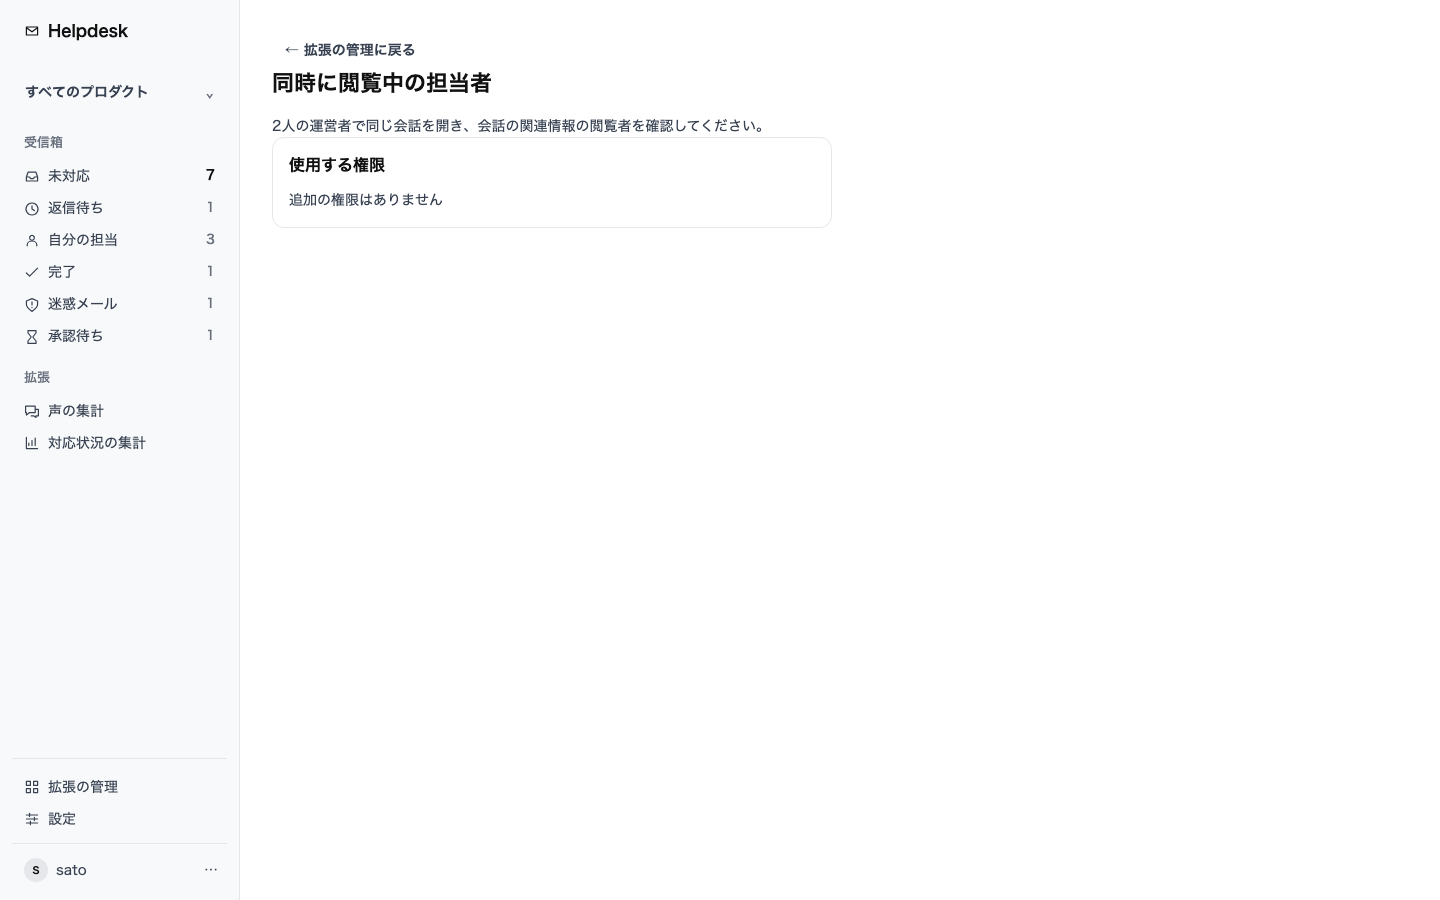 Helpdesk
すべてのプロダクト
受信箱
未対応 7
返信待ち 1
自分の担当 3
完了 1
迷惑メール 1
承認待ち 1
拡張
声の集計
対応状況の集計
拡張の管理
設定
S sato ...
← 拡張の管理に戻る
同時に閲覧中の担当者
2人の運営者で同じ会話を開き、会話の関連情報の閲覧者を確認してください。
使用する権限
追加の権限はありません